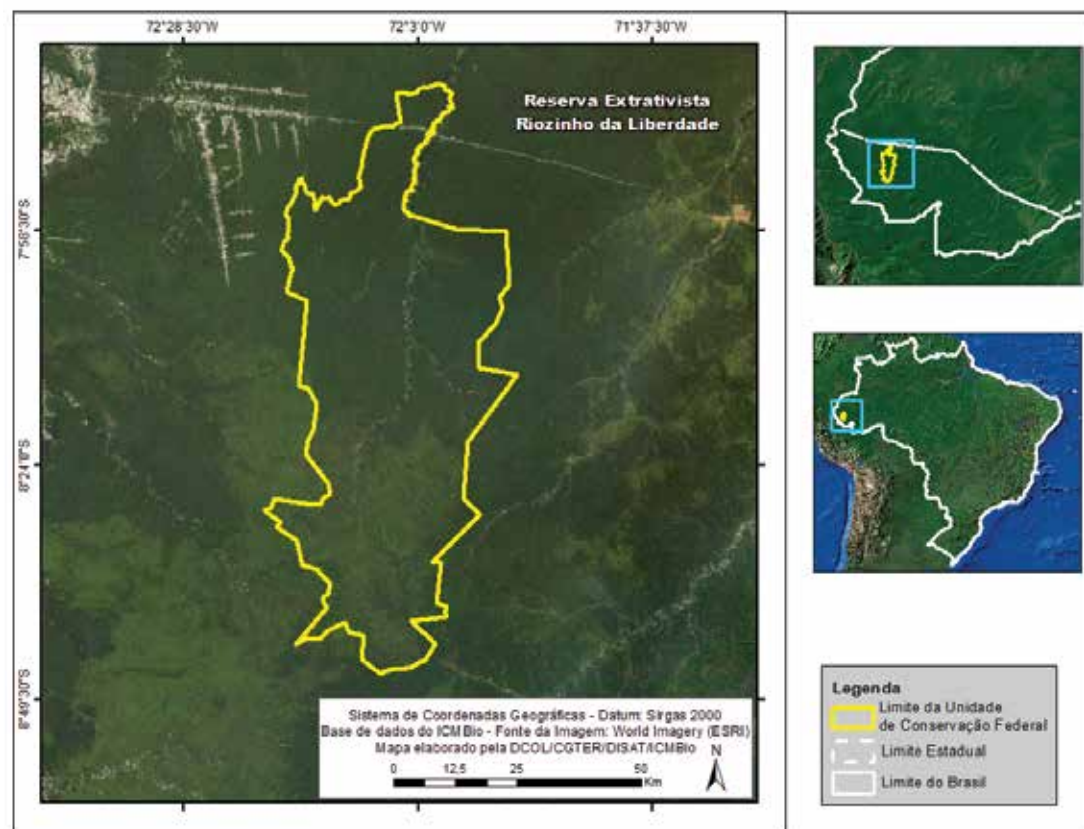 72°28'30"W
72°3'0"W
71°37'30"W
Reserva Extrativista
Riozinho da Liberdade
7°58'30"S
8°24'0"S
8°49'30"S
Sistema de Coordenadas Geográficas - Datum: Sirgas 2000
Base de dados do ICMBio - Fonte da Imagem: World Imagery (ESRI)
Mapa elaborado pela DCOL/CGTER/DISAT/ICMBio
N
0 12,5 25 50
Km
Legenda
Limite da Unidade
de Conservação Federal
Limite Estadual
Limite do Brasil